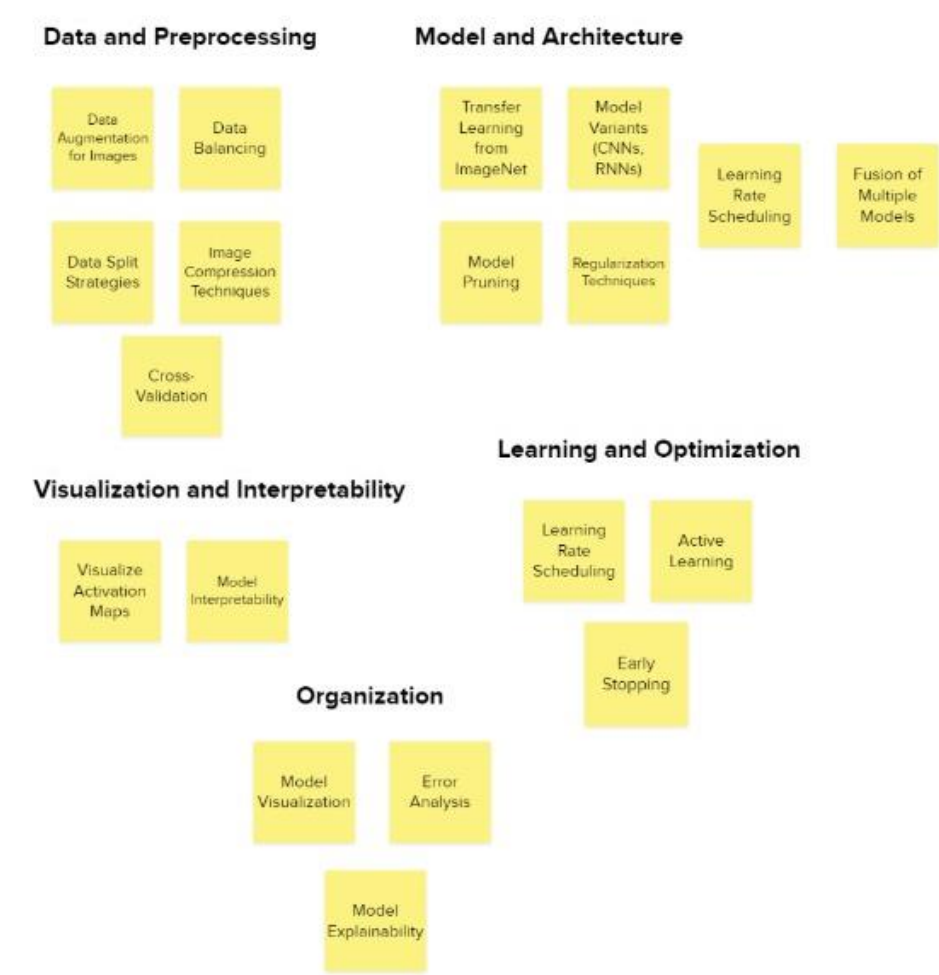 Data and Preprocessing
Data
Augmentation
for Images
Data
Balancing
Data Split
Strategies
Image
Compression
Techniques
Cross-
Validation
Model and Architecture
Transfer
Learning
from
ImageNet
Model
Variants
(CNNs,
RNNs)
Learning
Rate
Scheduling
Fusion of
Multiple
Models
Model
Pruning
Regularization
Techniques
Visualization and Interpretability
Visualize
Activation
Maps
Model
Interpretability
Learning and Optimization
Learning
Rate
Scheduling
Active
Learning
Early
Stopping
Organization
Model
Visualization
Error
Analysis
Model
Explainability